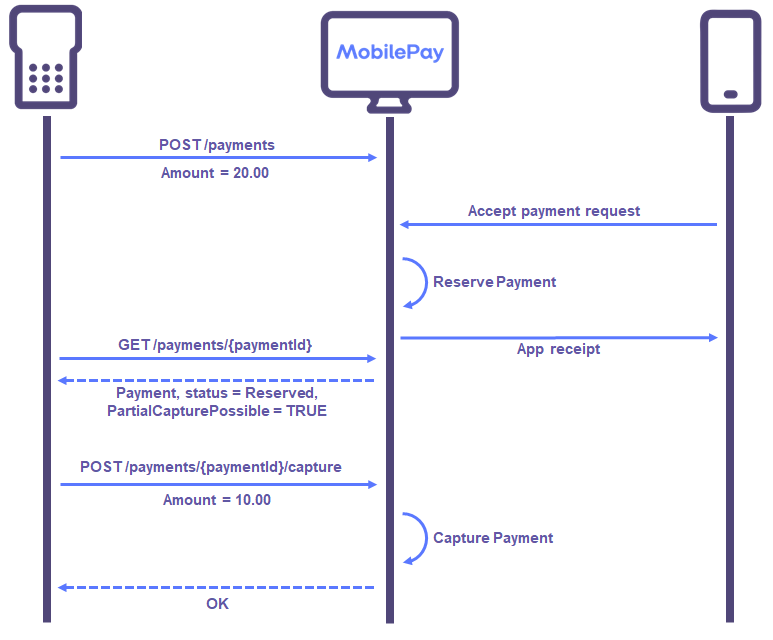 MobilePay
POST /payments
Amount = 20.00
Accept payment request
Reserve Payment
GET /payments/{paymentId}
App receipt
Payment, status = Reserved,
PartialCapturePossible = TRUE
POST /payments/{paymentId}/capture
Amount = 10.00
Capture Payment
OK